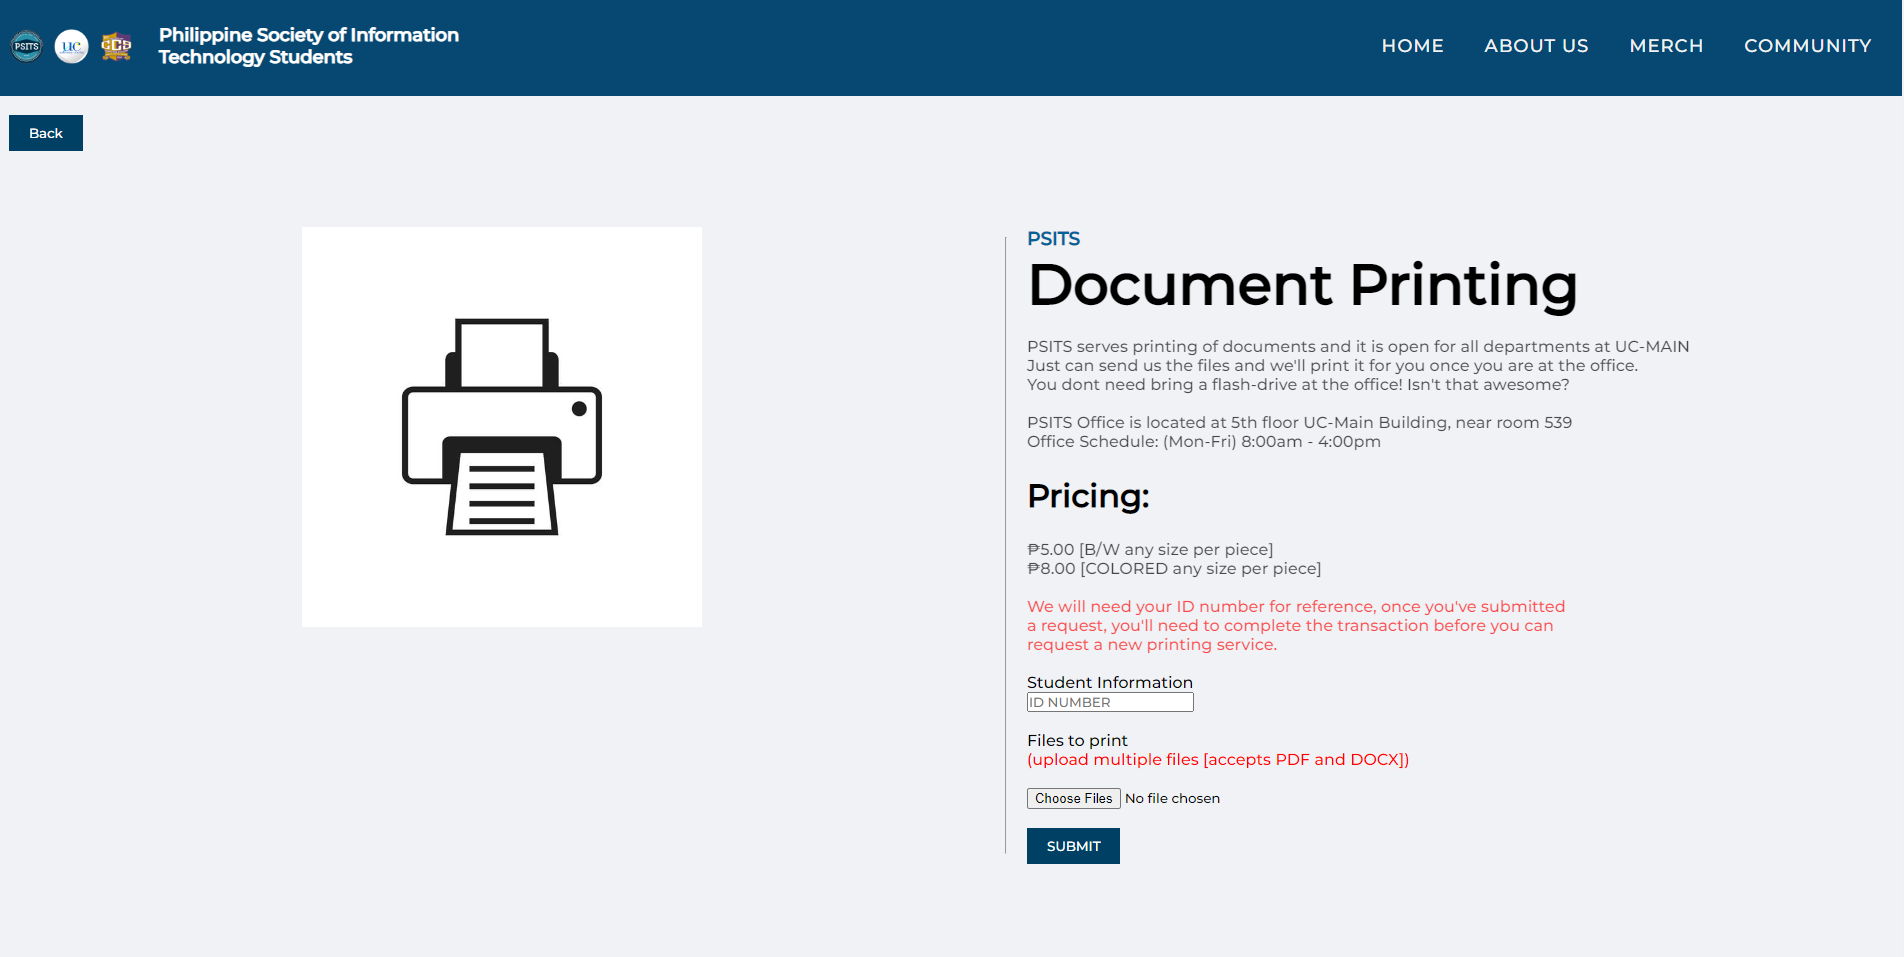 PSITS
UC
CCS
Philippine Society of Information
Technology Students
HOME
ABOUT US
MERCH
COMMUNITY
Back
PSITS
Document Printing
PSITS serves printing of documents and it is open for all departments at UC-MAIN
Just can send us the files and we'll print it for you once you are at the office.
You dont need bring a flash-drive at the office! Isn't that awesome?
PSITS Office is located at 5th floor UC-Main Building, near room 539
Office Schedule: (Mon-Fri) 8:00am - 4:00pm
Pricing:
₱5.00 [B/W any size per piece]
₱8.00 [COLORED any size per piece]
We will need your ID number for reference, once you've submitted
a request, you'll need to complete the transaction before you can
request a new printing service.
Student Information
ID NUMBER
Files to print
(upload multiple files [accepts PDF and DOCX])
Choose Files No file chosen
SUBMIT